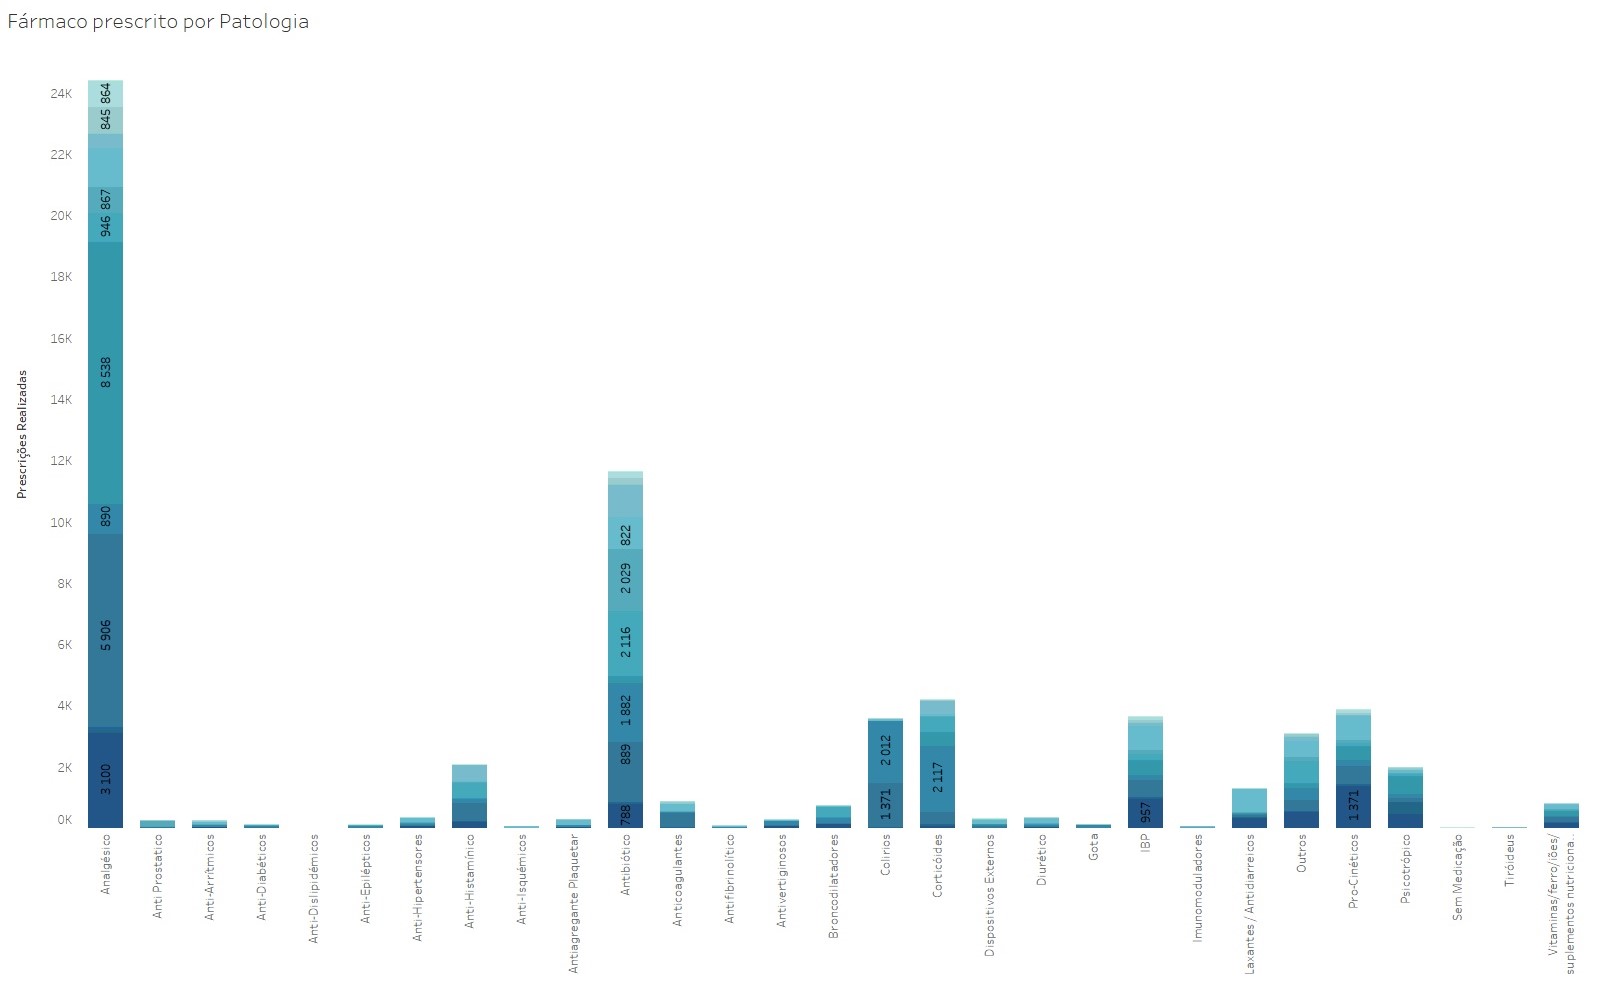 Fármaco prescrito por Patologia
Prescrições Realizadas
24K
22K
20K
18K
16K
14K
12K
10K
8K
6K
4K
2K
0K
864
845
867
946
8 538
890
5 906
3 100
822
2 029
2 116
1 882
889
788
2 012
1 371
2 117
957
1 371
Analgésico
Anti Prostatico
Anti-Arrítmicos
Anti-Diabéticos
Anti-Dislipidémicos
Anti-Epilépticos
Anti-Hipertensores
Anti-Histamínico
Anti-Isquémicos
Antiagregante Plaquetar
Antibiótico
Anticoagulantes
Antifibrinolítico
Antivertiginosos
Broncodilatadores
Colirios
Corticóides
Dispositivos Externos
Diurético
Gota
IBP
Imunomoduladores
Laxantes / Antidiarreicos
Outros
Pro-Cinéticos
Psicotrópico
Sem Medicação
Tiróideus
Vitaminas/ferro/iões/
suplementos nutriciona..